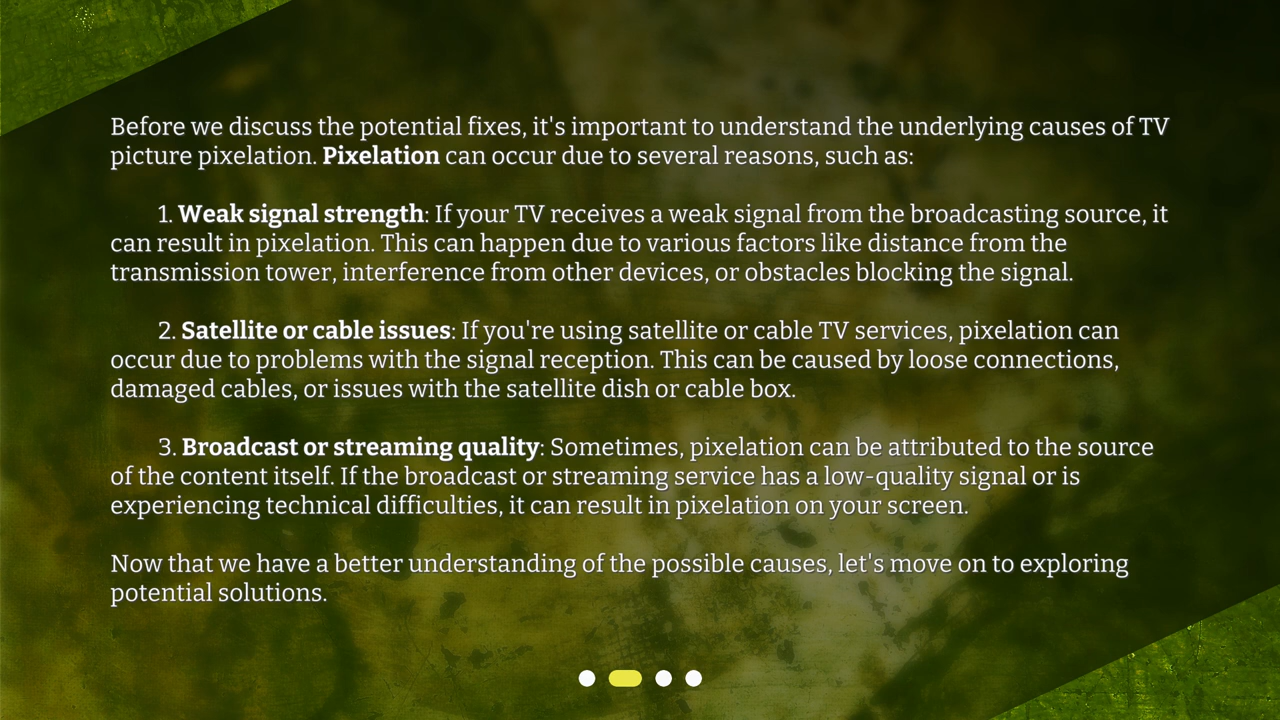 Before we discuss the potential fixes, it's important to understand the underlying causes of TV
picture pixelation. Pixelation can occur due to several reasons, such as:
1. Weak signal strength: If your TV receives a weak signal from the broadcasting source, it
can result in pixelation. This can happen due to various factors like distance from the
transmission tower, interference from other devices, or obstacles blocking the signal.
2. Satellite or cable issues: If you're using satellite or cable TV services, pixelation can
occur due to problems with the signal reception. This can be caused by loose connections,
damaged cables, or issues with the satellite dish or cable box.
3. Broadcast or streaming quality: Sometimes, pixelation can be attributed to the source
of the content itself. If the broadcast or streaming service has a low-quality signal or is
experiencing technical difficulties, it can result in pixelation on your screen.
Now that we have a better understanding of the possible causes, let's move on to exploring
potential solutions.